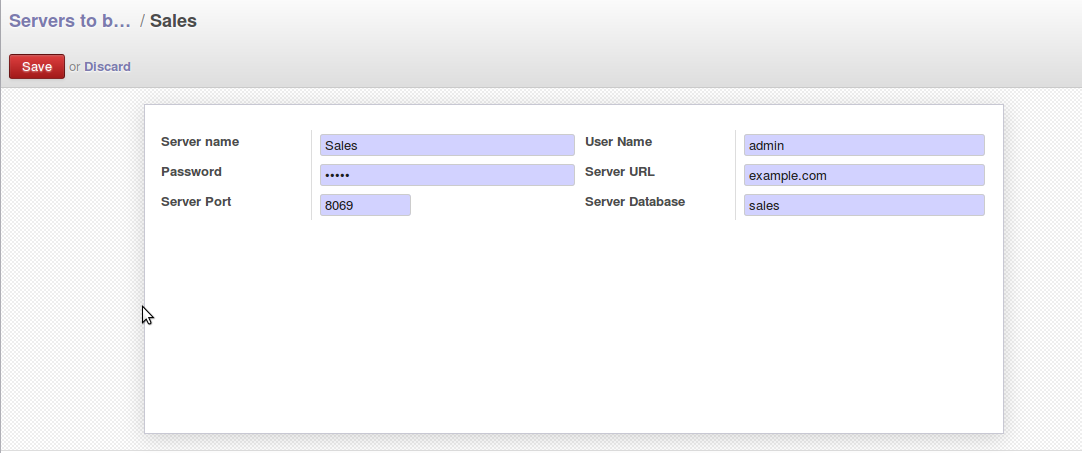 Servers to b... / Sales
Save or Discard
Server name Sales User Name admin
Password ••••• Server URL example.com
Server Port 8069 Server Database sales